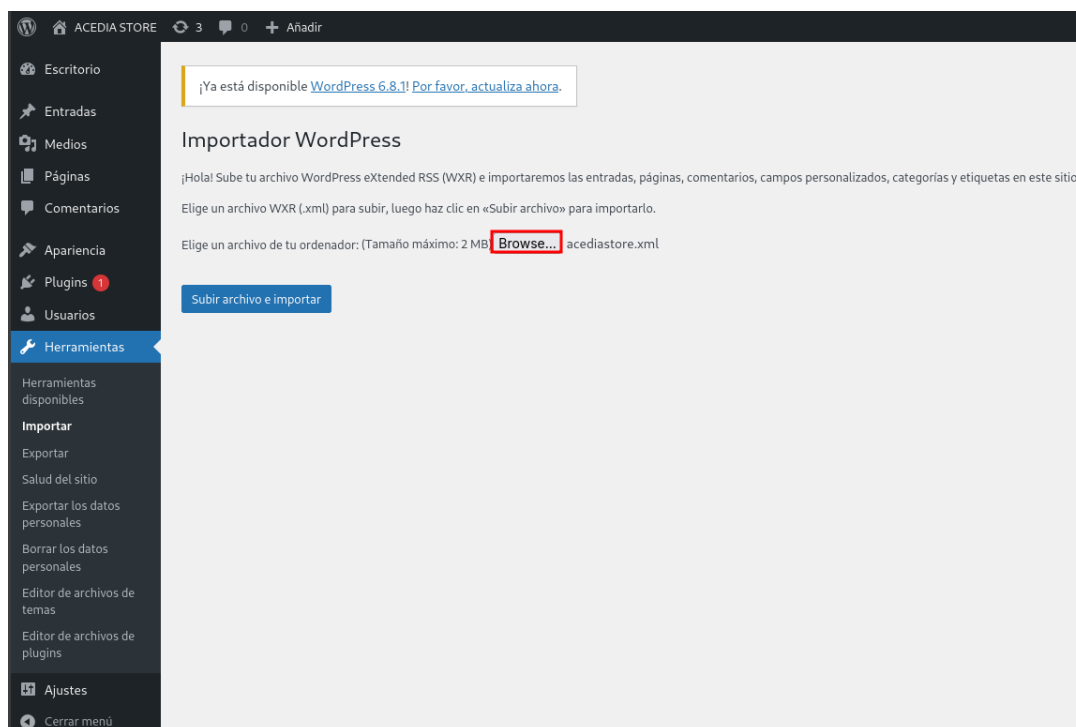 ACEDIA STORE 3 0 Añadir
Escritorio
Entradas
Medios
Páginas
Comentarios
Apariencia
Plugins 1
Usuarios
Herramientas
Herramientas
disponibles
Importar
Exportar
Salud del sitio
Exportar los datos
personales
Borrar los datos
personales
Editor de archivos de
temas
Editor de archivos de
plugins
Ajustes
Cerrar menú
¡Ya está disponible WordPress 6.8.1! Por favor, actualiza ahora.
Importador WordPress
¡Hola! Sube tu archivo WordPress eXtended RSS (WXR) e importaremos las entradas, páginas, comentarios, campos personalizados, categorías y etiquetas en este sitio
Elige un archivo WXR (.xml) para subir, luego haz clic en «Subir archivo» para importarlo.
Elige un archivo de tu ordenador: (Tamaño máximo: 2 MB) Browse... acediastore.xml
Subir archivo e importar